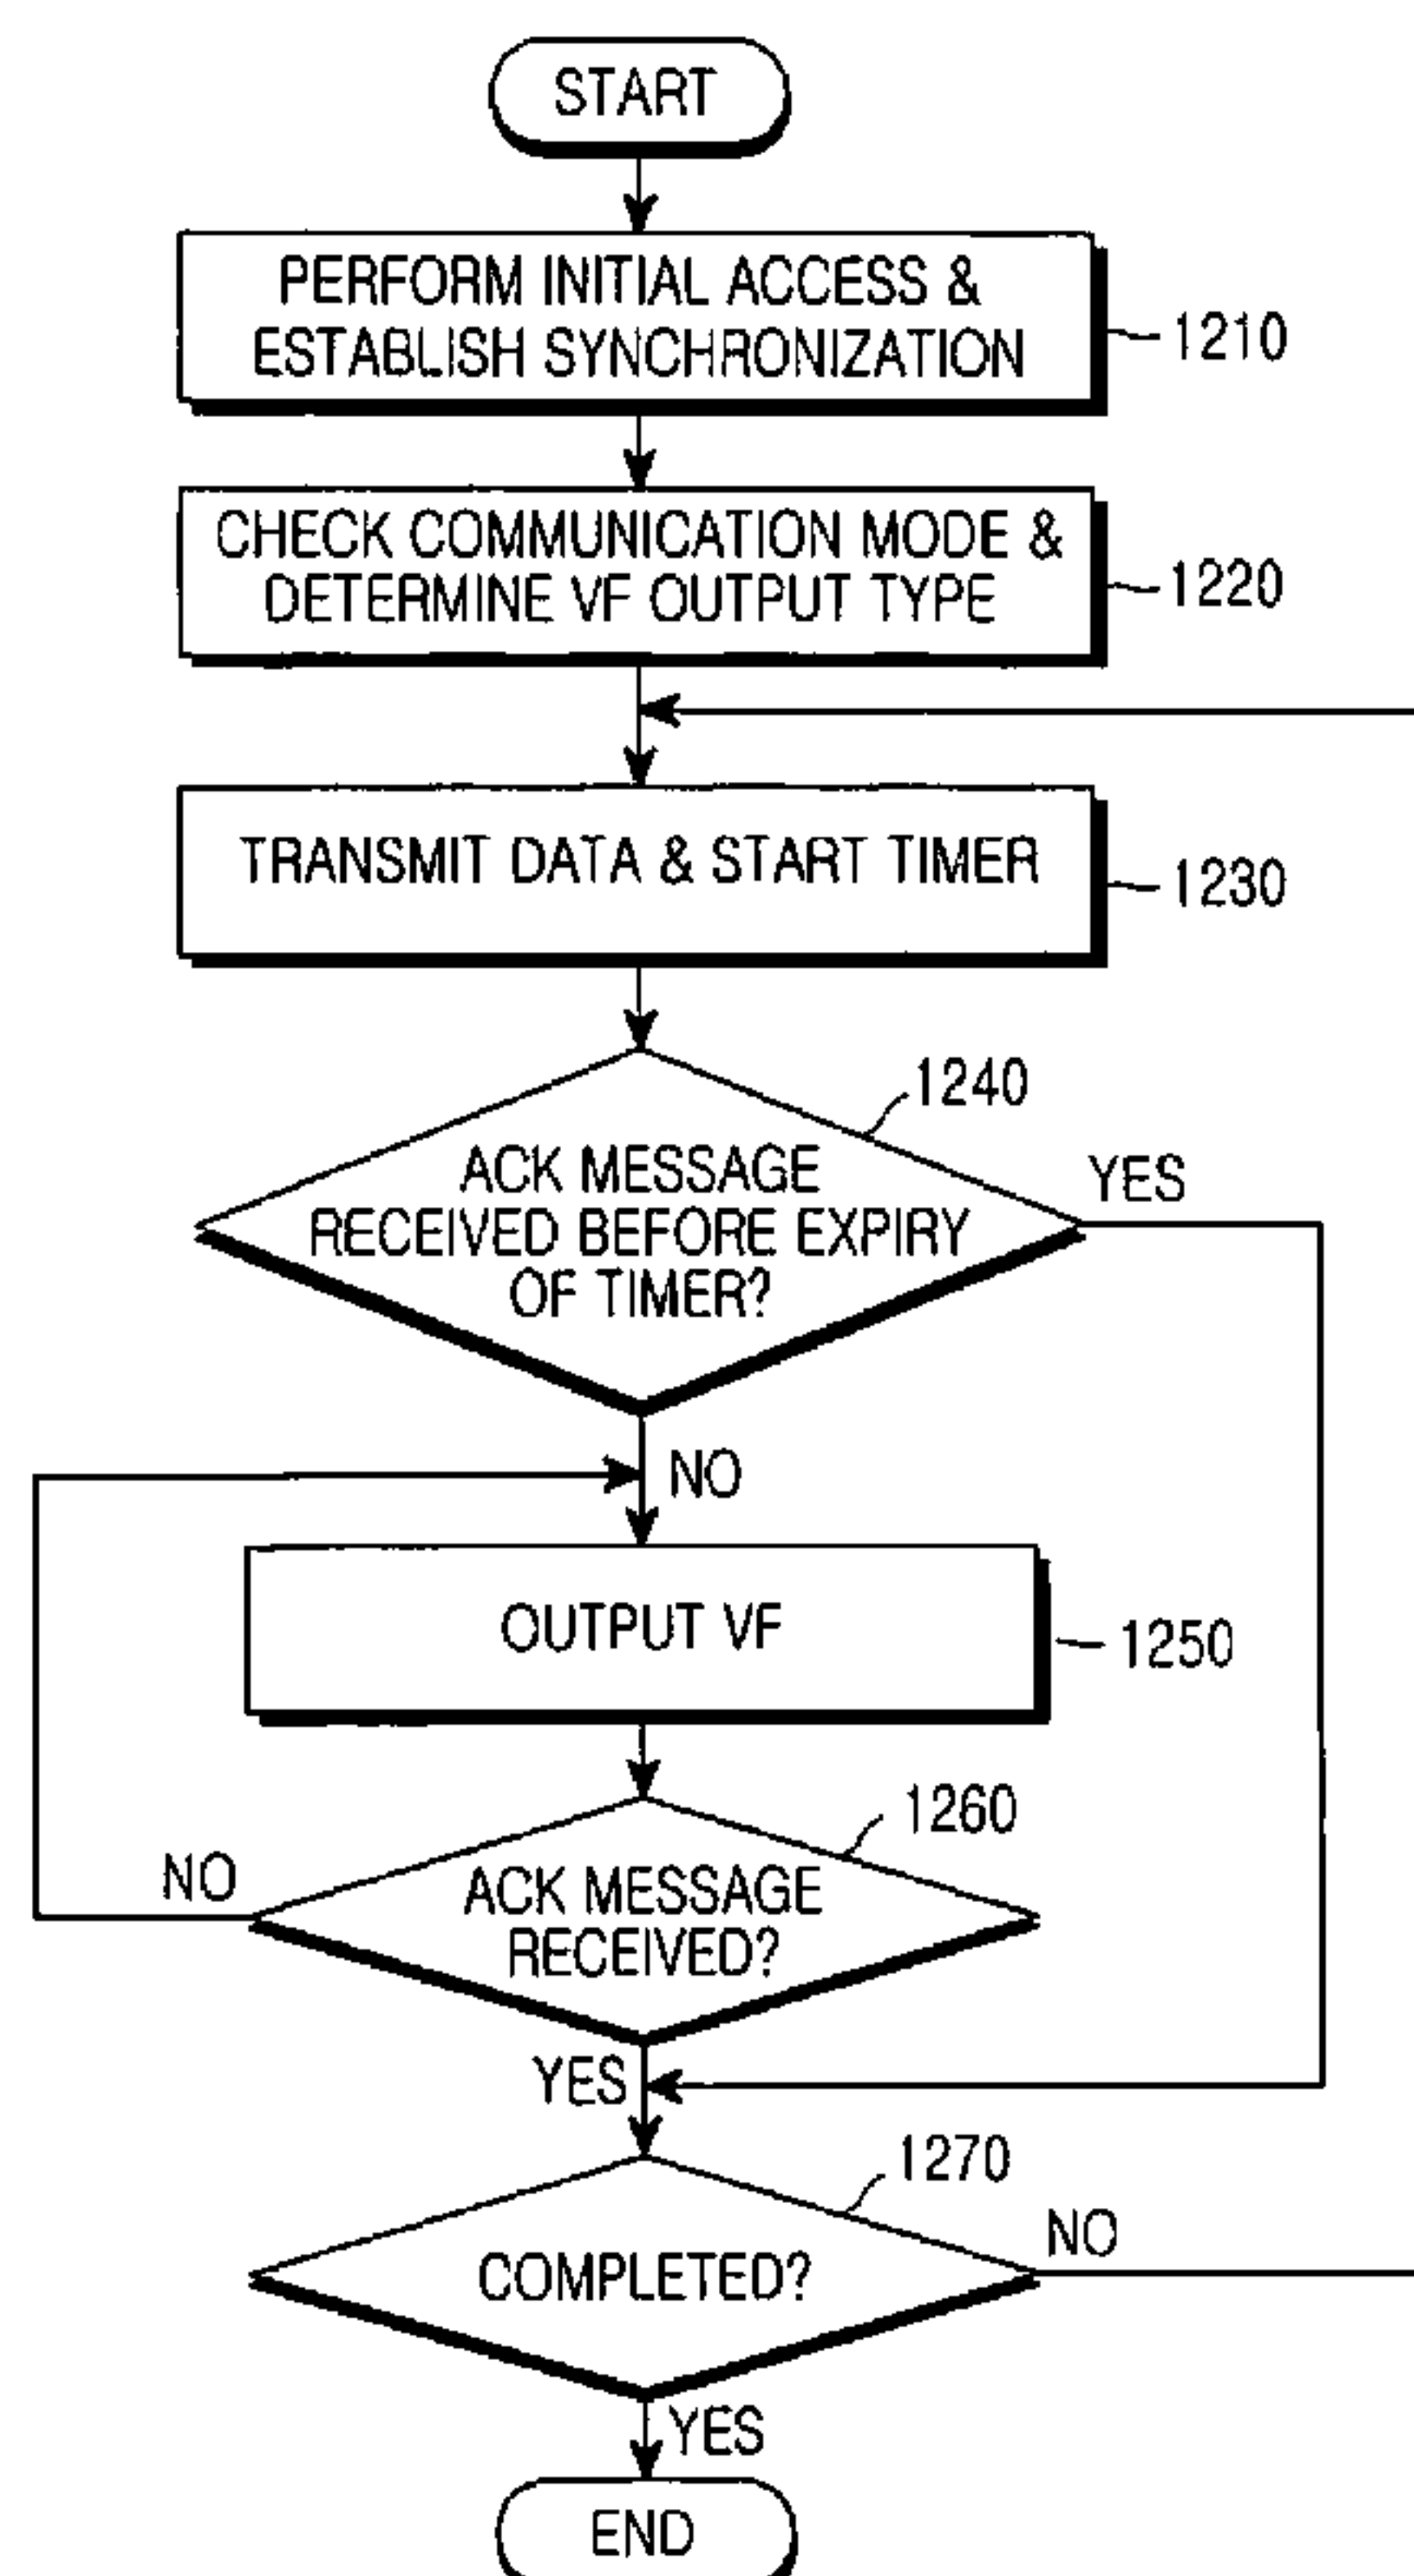 START
PERFORM INITIAL ACCESS &
ESTABLISH SYNCHRONIZATION
1210
CHECK COMMUNICATION MODE &
DETERMINE VF OUTPUT TYPE
1220
TRANSMIT DATA & START TIMER
1230
1240
ACK MESSAGE
RECEIVED BEFORE EXPIRY
OF TIMER?
YES
NO
OUTPUT VF
1250
1260
NO
ACK MESSAGE
RECEIVED?
YES
1270
NO
COMPLETED?
YES
END